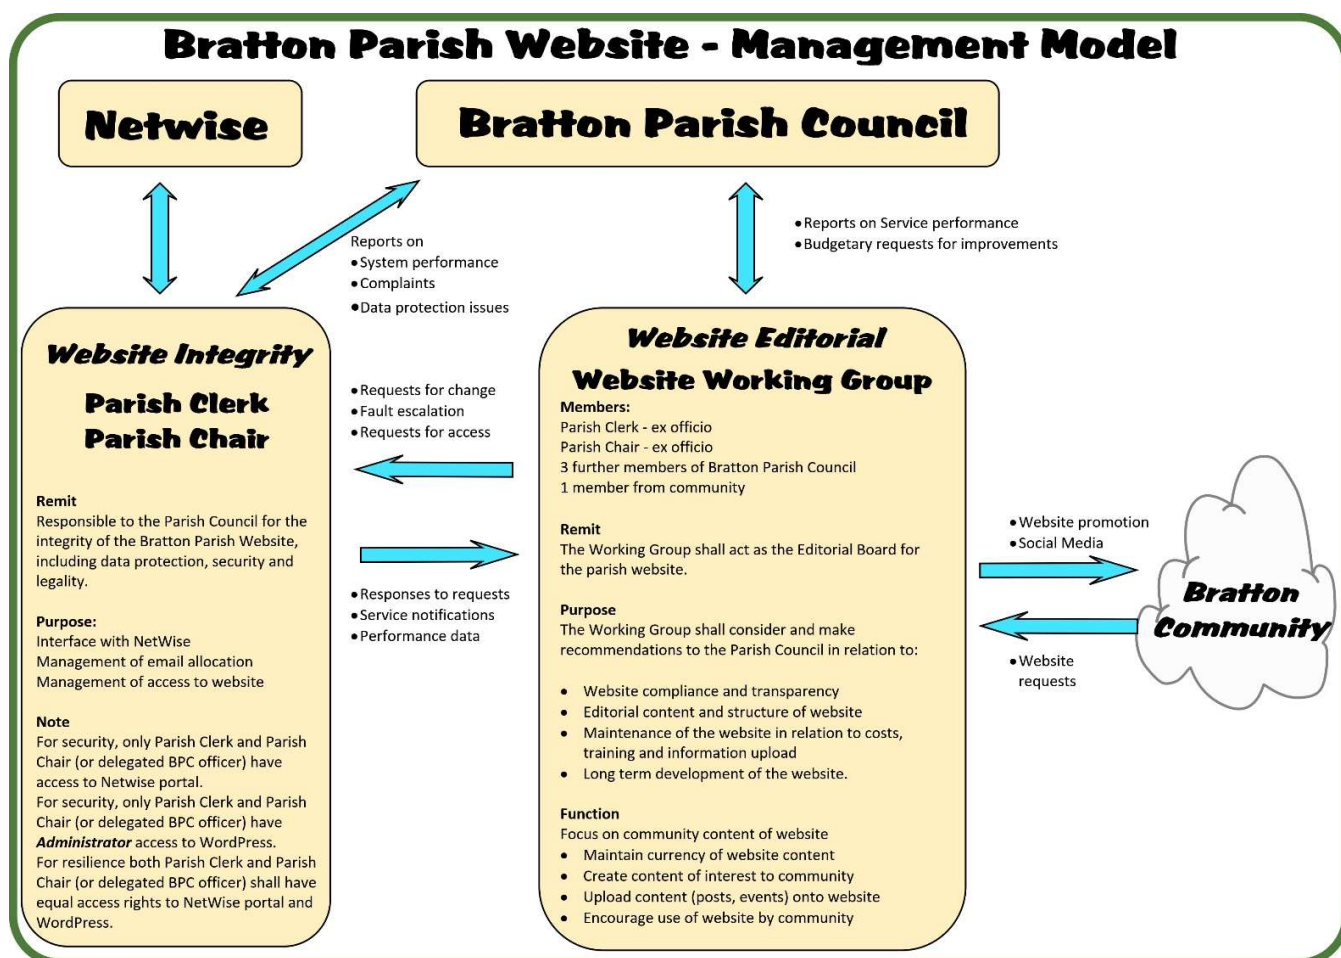 Bratton Parish Website - Management Model
Netwise
Bratton Parish Council
Reports on
•System performance
•Complaints
•Data protection issues
•Reports on Service performance
•Budgetary requests for improvements
Website Integrity
Parish Clerk
Parish Chair
Remit
Responsible to the Parish Council for the
integrity of the Bratton Parish Website,
including data protection, security and
legality.
Purpose:
Interface with NetWise
Management of email allocation
Management of access to website
Note
For security, only Parish Clerk and Parish
Chair (or delegated BPC officer) have
access to Netwise portal.
For security, only Parish Clerk and Parish
Chair (or delegated BPC officer) have
Administrator access to WordPress.
For resilience both Parish Clerk and Parish
Chair (or delegated BPC officer) shall have
equal access rights to NetWise portal and
WordPress.
•Requests for change
•Fault escalation
•Requests for access
•Responses to requests
•Service notifications
•Performance data
Website Editorial
Website Working Group
Members:
Parish Clerk - ex officio
Parish Chair - ex officio
3 further members of Bratton Parish Council
1 member from community
Remit
The Working Group shall act as the Editorial Board for
the parish website.
Purpose
The Working Group shall consider and make
recommendations to the Parish Council in relation to:
• Website compliance and transparency
• Editorial content and structure of website
• Maintenance of the website in relation to costs,
training and information upload
• Long term development of the website.
Function
Focus on community content of website
• Maintain currency of website content
• Create content of interest to community
• Upload content (posts, events) onto website
• Encourage use of website by community
•Website promotion
•Social Media
•Website
requests
Bratton
Community